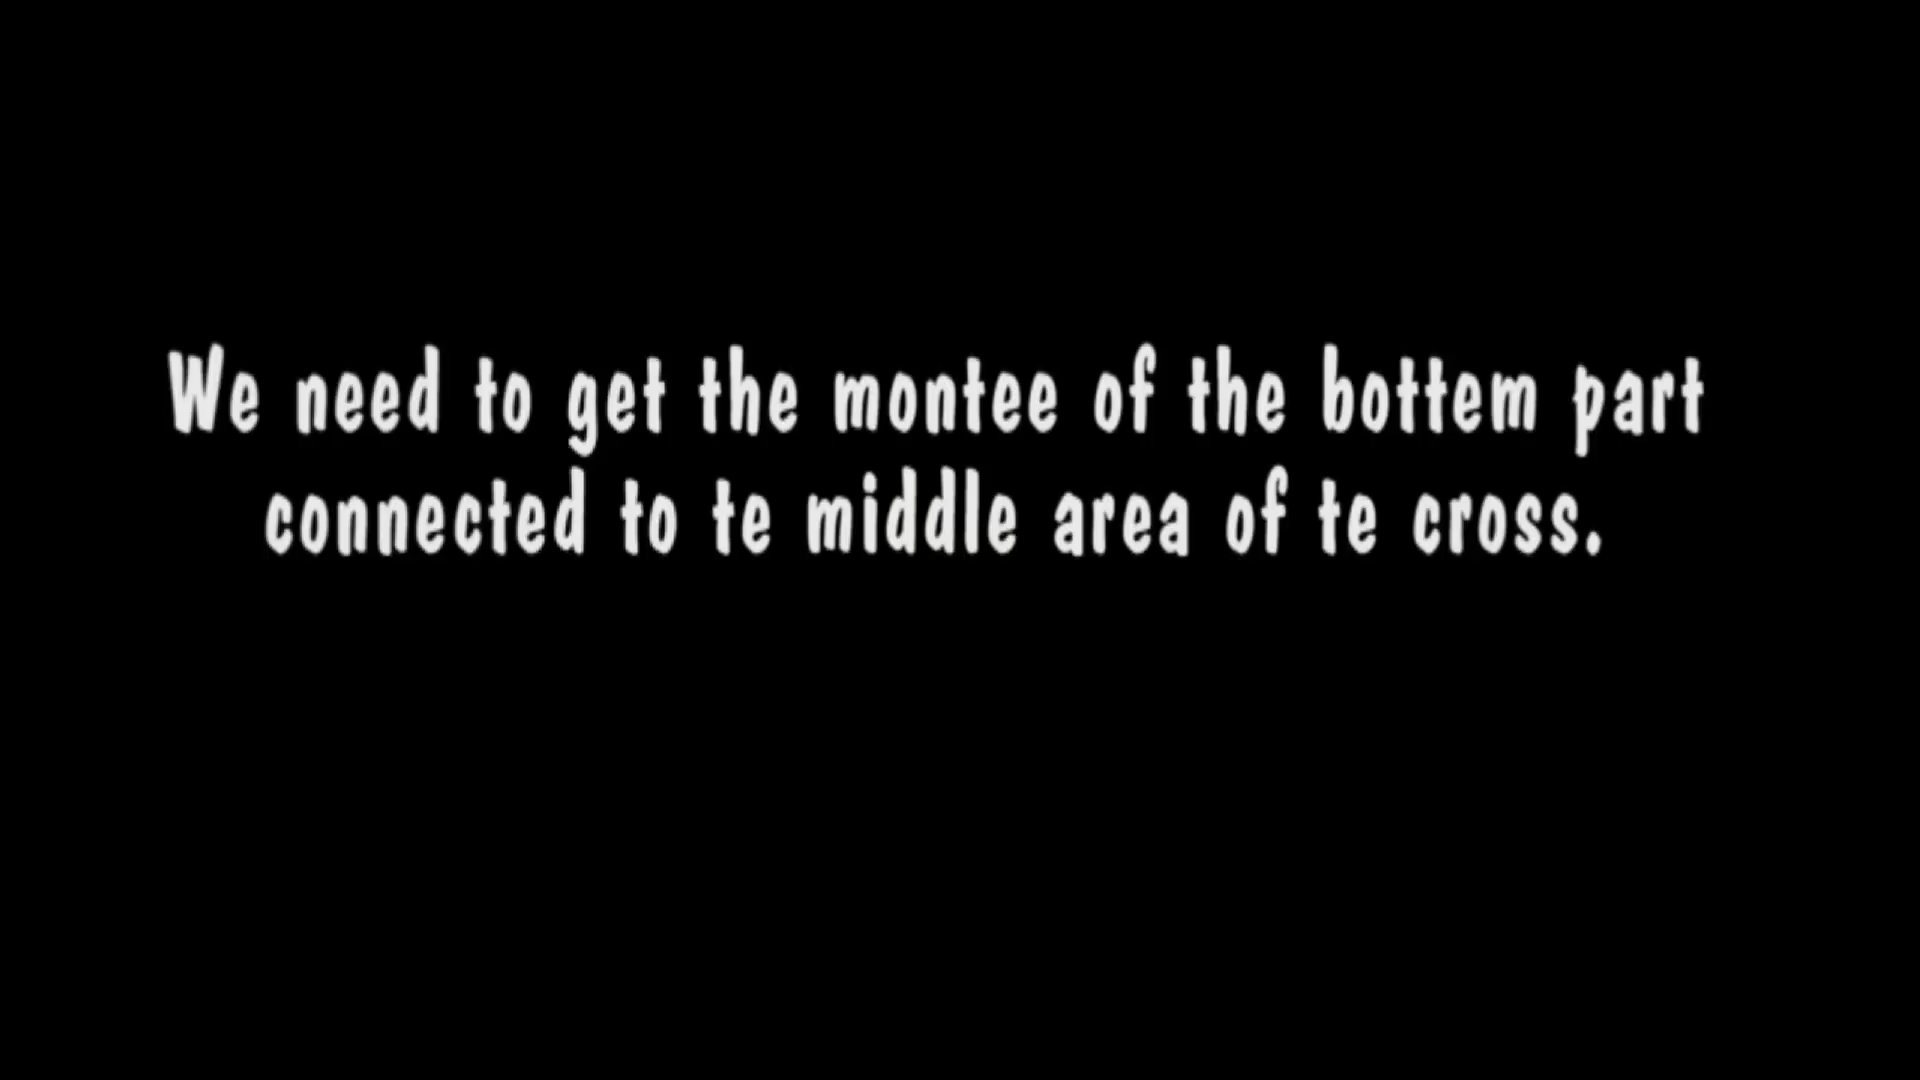 We need to get the montee of the bottem part
connected to te middle area of te cross.